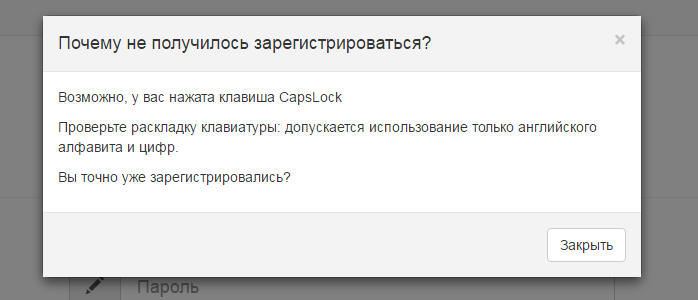 Почему не получилось зарегистрироваться?
×
Возможно, у вас нажата клавиша CapsLock
Проверьте раскладку клавиатуры: допускается использование только английского
алфавита и цифр.
Вы точно уже зарегистрировались?
Закрыть
Пароль